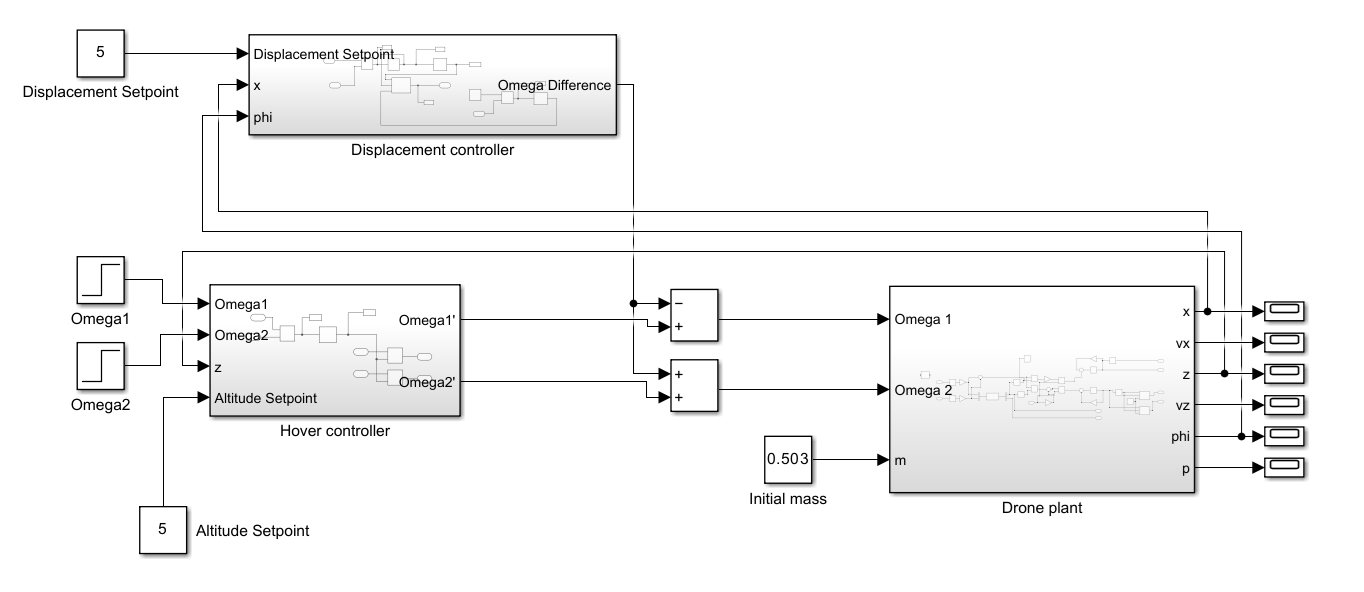 5
Displacement Setpoint
Displacement Setpoint
x
phi
Omega Difference
Displacement controller
Omega1
Omega2
Omega1
Omega2
z
Altitude Setpoint
Omega1'
Omega2'
Hover controller
5
Altitude Setpoint
−
+
+
+
0.503
Initial mass
Omega 1
Omega 2
m
x
vx
z
vz
phi
p
Drone plant